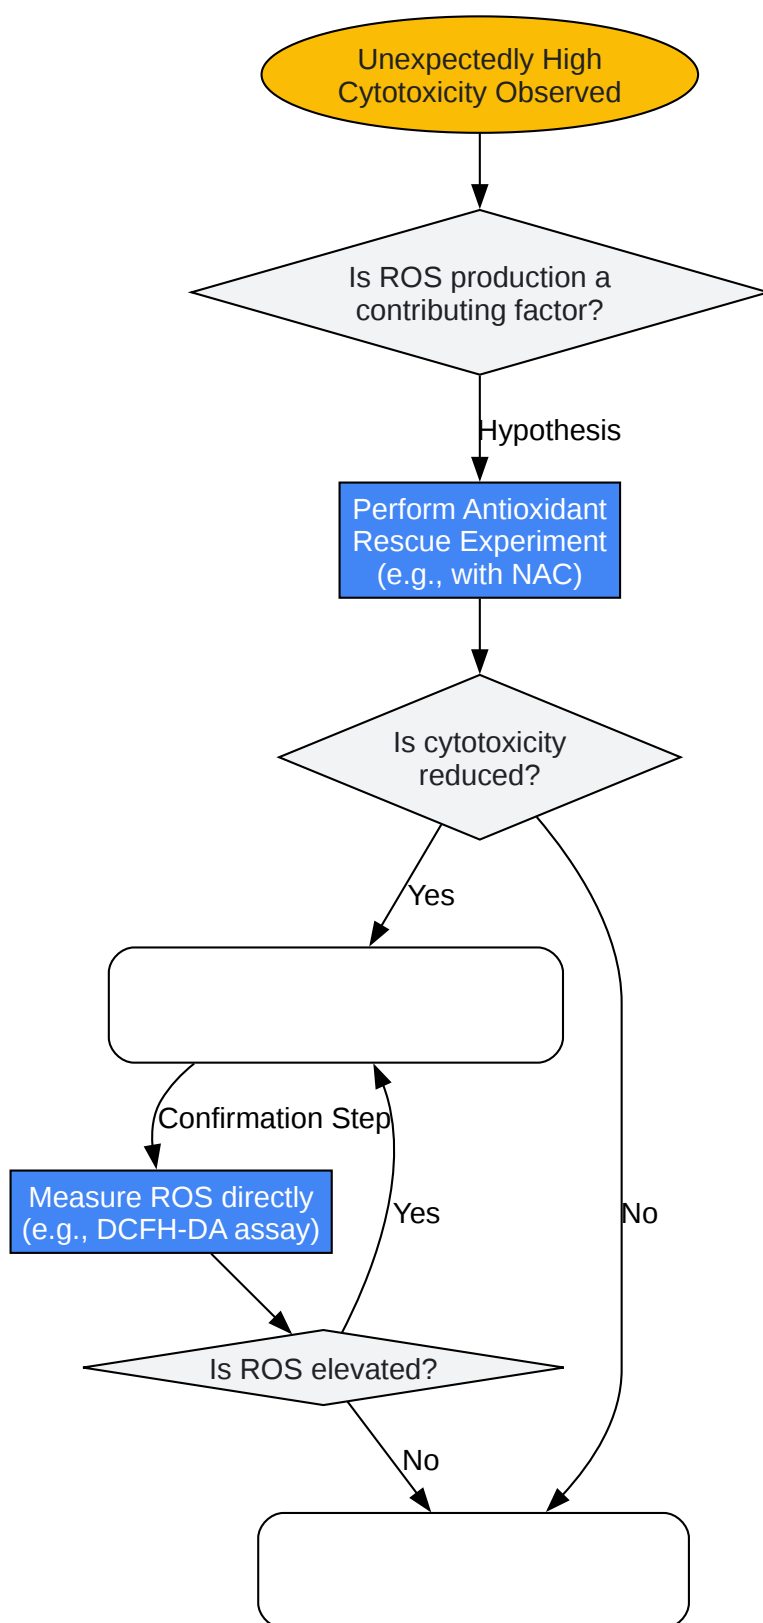 Unexpectedly High
Cytotoxicity Observed
Is ROS production a
contributing factor?
Hypothesis
Perform Antioxidant
Rescue Experiment
(e.g., with NAC)
Is cytotoxicity
reduced?
Yes
Confirmation Step
Measure ROS directly
(e.g., DCFH-DA assay)
Yes
No
Is ROS elevated?
No